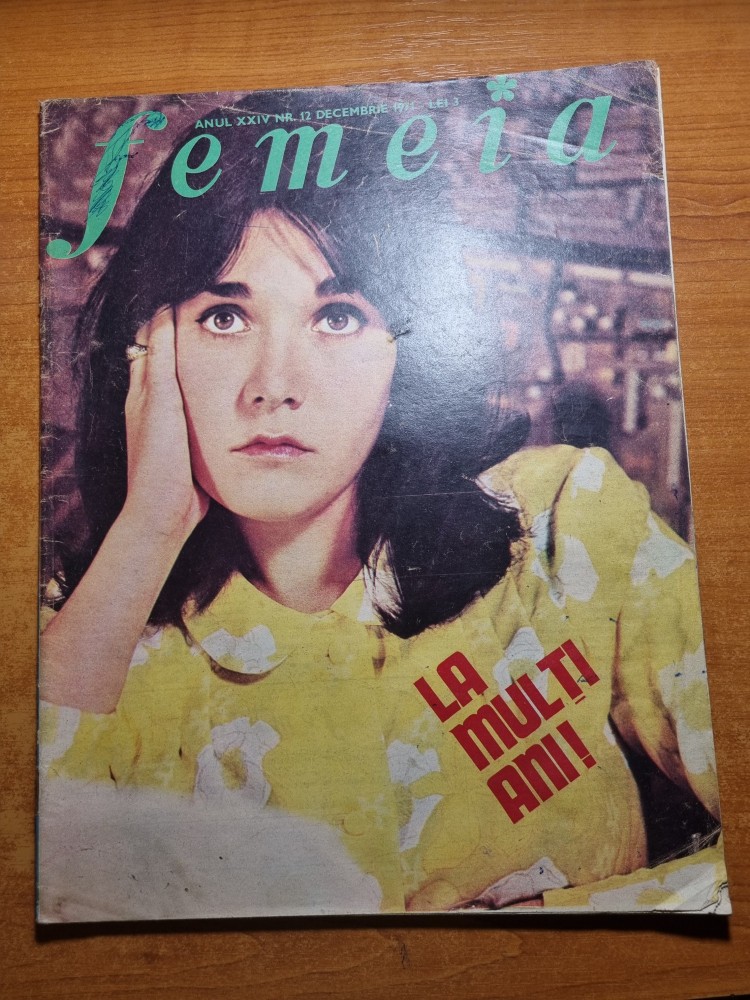 ANUL XXIV NR. 12 DECEMBRIE LEI 3
femeia
LA
MULȚI
ANI!